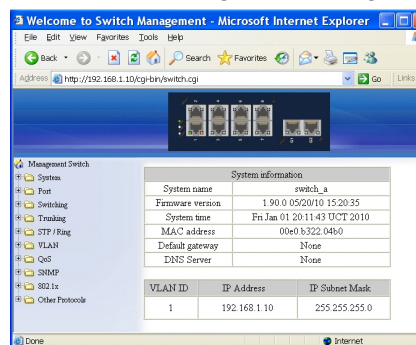 Welcome to Switch Management - Microsoft Internet Explorer
File Edit View Favorites Tools Help
Back Search Favorites
Address http://192.168.1.10/cgi-bin/switch.cgi Go Links
Management Switch
System
Port
Switching
Trunking
STP / Ring
VLAN
QoS
SNMP
802.1x
Other Protocols
System information
System name switch_a
Firmware version 1.90.0 05/20/10 15:20:35
System time Fri Jan 01 20:11:43 UCT 2010
MAC address 00e0.b322.04b0
Default gateway None
DNS Server None
VLAN ID IP Address IP Subnet Mask
1 192.168.1.10 255.255.255.0
Done Internet